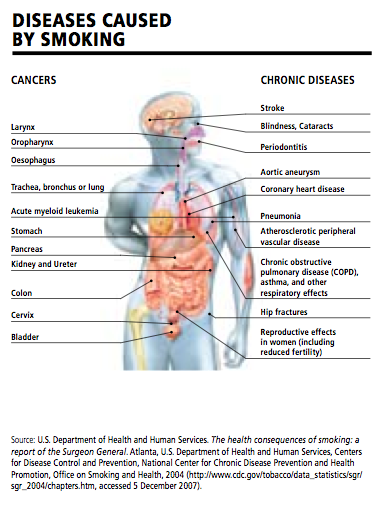 DISEASES CAUSED
BY SMOKING
CANCERS
Larynx
Oropharynx
Oesophagus
Trachea, bronchus or lung
Acute myeloid leukemia
Stomach
Pancreas
Kidney and Ureter
Colon
Cervix
Bladder
CHRONIC DISEASES
Stroke
Blindness, Cataracts
Periodontitis
Aortic aneurysm
Coronary heart disease
Pneumonia
Atherosclerotic peripheral
vascular disease
Chronic obstructive
pulmonary disease (COPD),
asthma, and other
respiratory effects
Hip fractures
Reproductive effects
in women (including
reduced fertility)
Source: U.S. Department of Health and Human Services. The health consequences of smoking: a
report of the Surgeon General. Atlanta, U.S. Department of Health and Human Services, Centers
for Disease Control and Prevention, National Center for Chronic Disease Prevention and Health
Promotion, Office on Smoking and Health, 2004 (http://www.cdc.gov/tobacco/data_statistics/sgr/
sgr_2004/chapters.htm, accessed 5 December 2007).